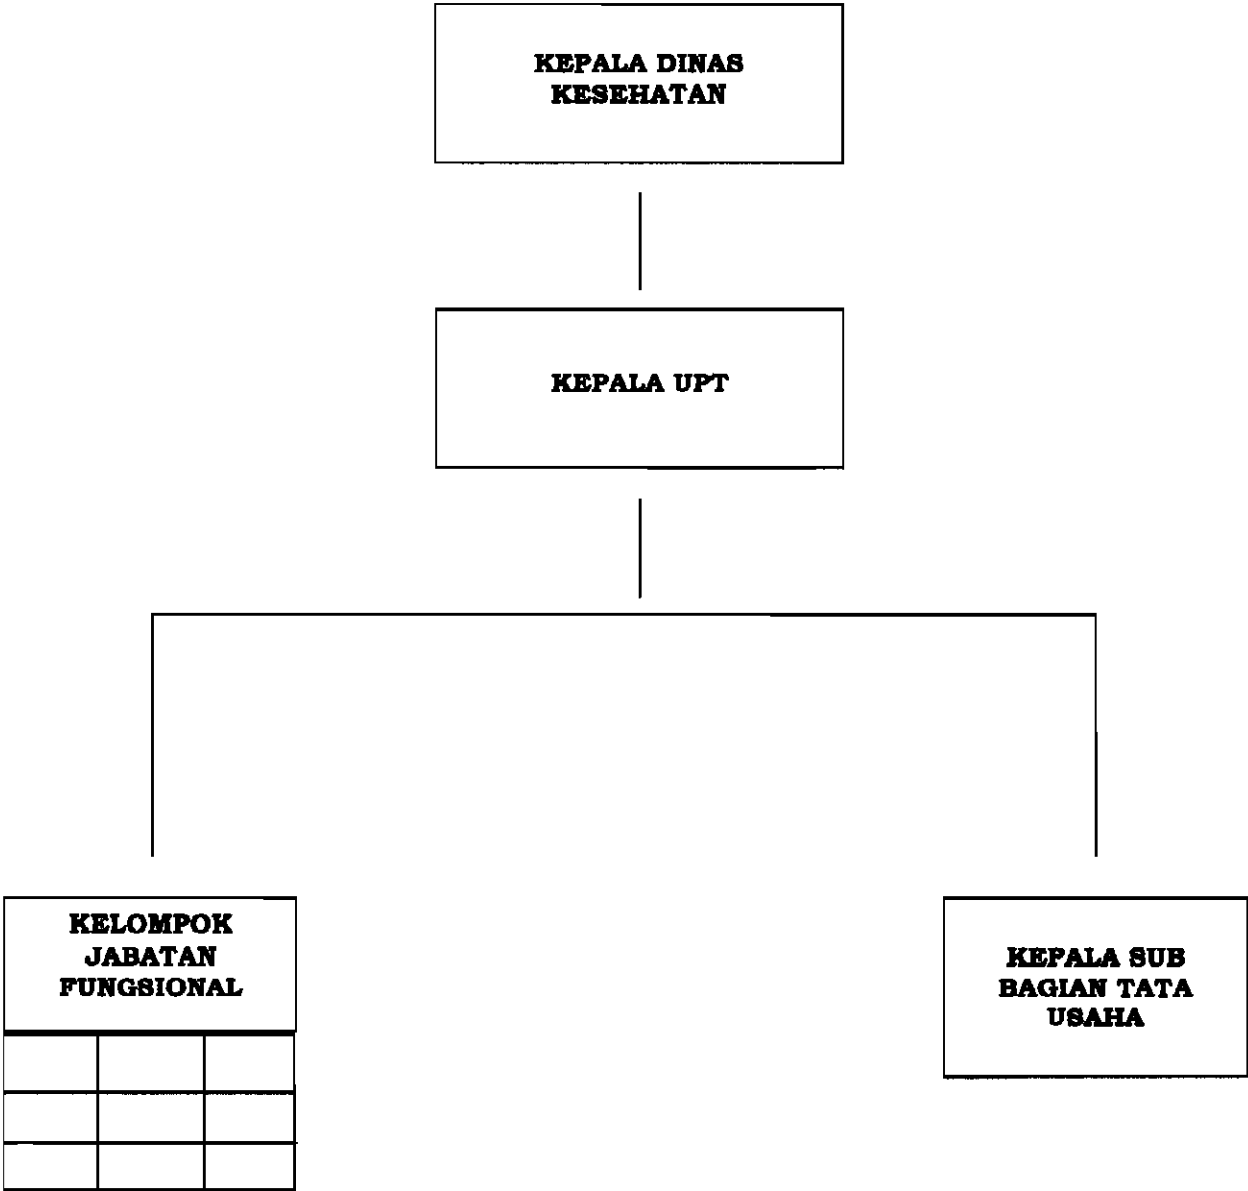 KEPALA DINAS
KESEHATAN
KEPALA UPT
KELOMPOK
JABATAN
FUNGSIONAL
KEPALA SUB
BAGIAN TATA
USAHA